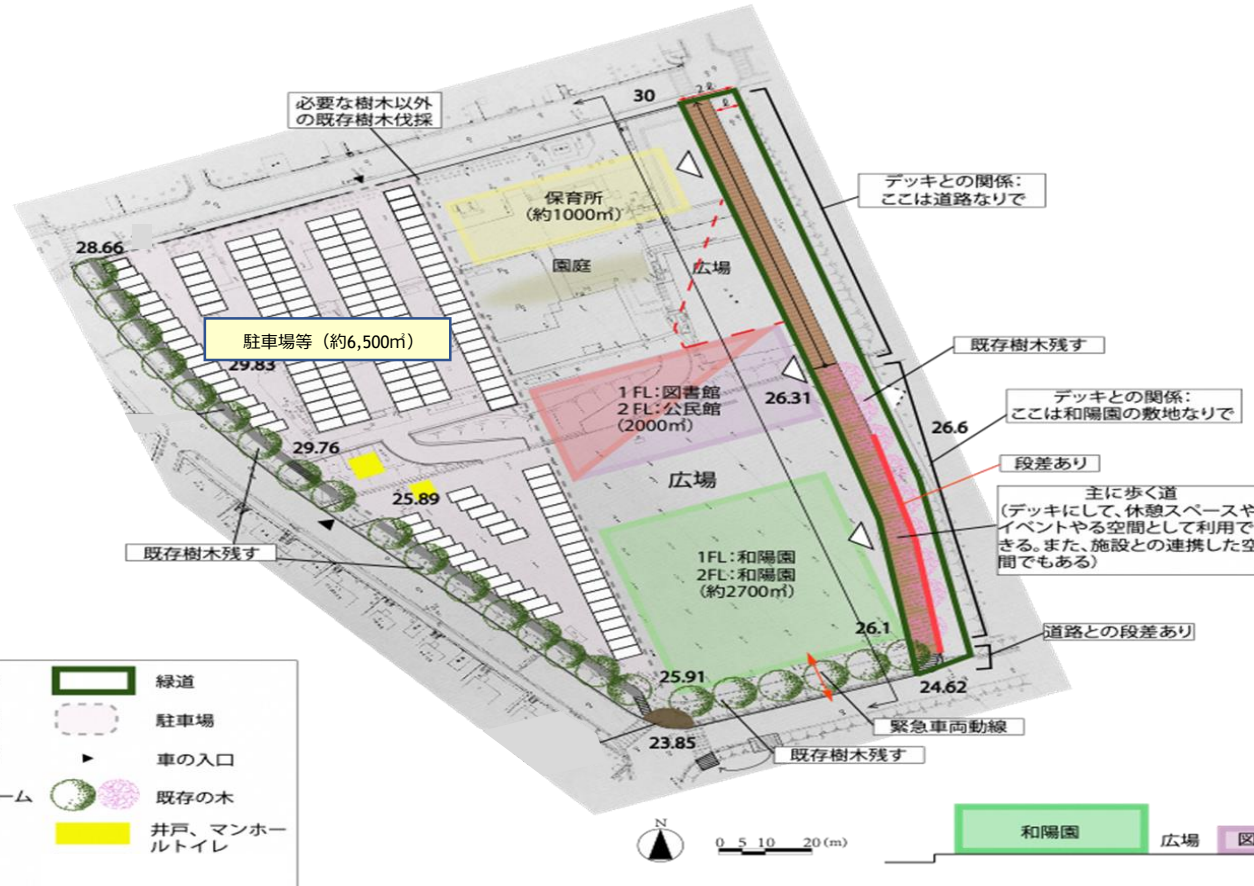 30
2ℓ
ℓ
必要な樹木以外
の既存樹木伐採
デッキとの関係:
ここは道路なりで
保育所
(約1000㎡)
28.66
園庭
広場
駐車場等（約6,500㎡）
既存樹木残す
29.83
1FL:図書館
2FL:公民館
(2000㎡)
26.31
デッキとの関係:
ここは和陽園の敷地なりで
26.6
29.76
段差あり
広場
25.89
主に歩く道
(デッキにして、休憩スペースや
イベントやる空間として利用で
きる。また、施設との連携した空
間でもある)
既存樹木残す
1FL:和陽園
2FL:和陽園
(約2700㎡)
26.1
道路との段差あり
25.91
24.62
緊急車両動線
23.85
既存樹木残す
緑道
駐車場
車の入口
ーム
既存の木
井戸、マンホー
ルトイレ
N
0 5 10 20(m)
和陽園
広場
図